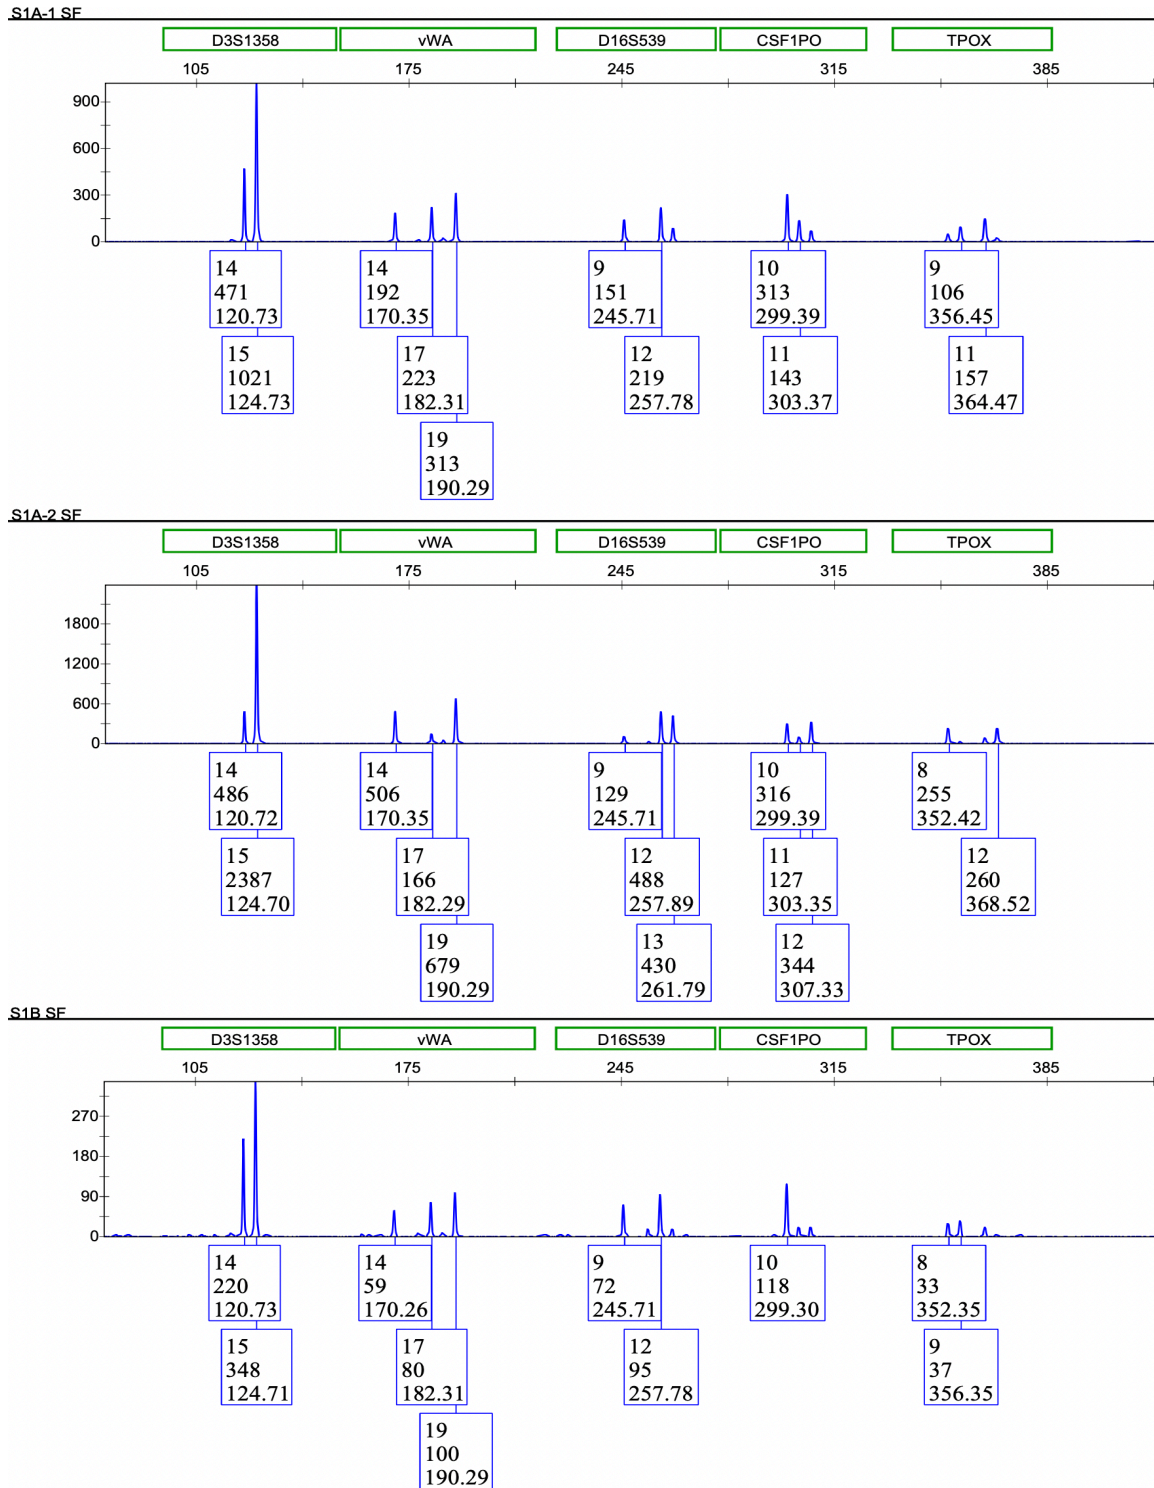 S1A-1 SF
D3S1358 vWA D16S539 CSF1PO TPOX
105 175 245 315 385
900
600
300
0
14 14 9 10 9
471 192 151 313 106
120.73 170.35 245.71 299.39 356.45
15 17 12 11 11
1021 223 219 143 157
124.73 182.31 257.78 303.37 364.47
19
313
190.29
S1A-2 SF
D3S1358 vWA D16S539 CSF1PO TPOX
105 175 245 315 385
1800
1200
600
0
14 14 9 10 8
486 506 129 316 255
120.72 170.35 245.71 299.39 352.42
15 17 12 11 12
2387 166 488 127 260
124.70 182.29 257.89 303.35 368.52
19 13 12
679 430 344
190.29 261.79 307.33
S1B SF
D3S1358 vWA D16S539 CSF1PO TPOX
105 175 245 315 385
270
180
90
0
14 14 9 10 8
220 59 72 118 33
120.73 170.26 245.71 299.30 352.35
15 17 12 9
348 80 95 37
124.71 182.31 257.78 356.35
19
100
190.29